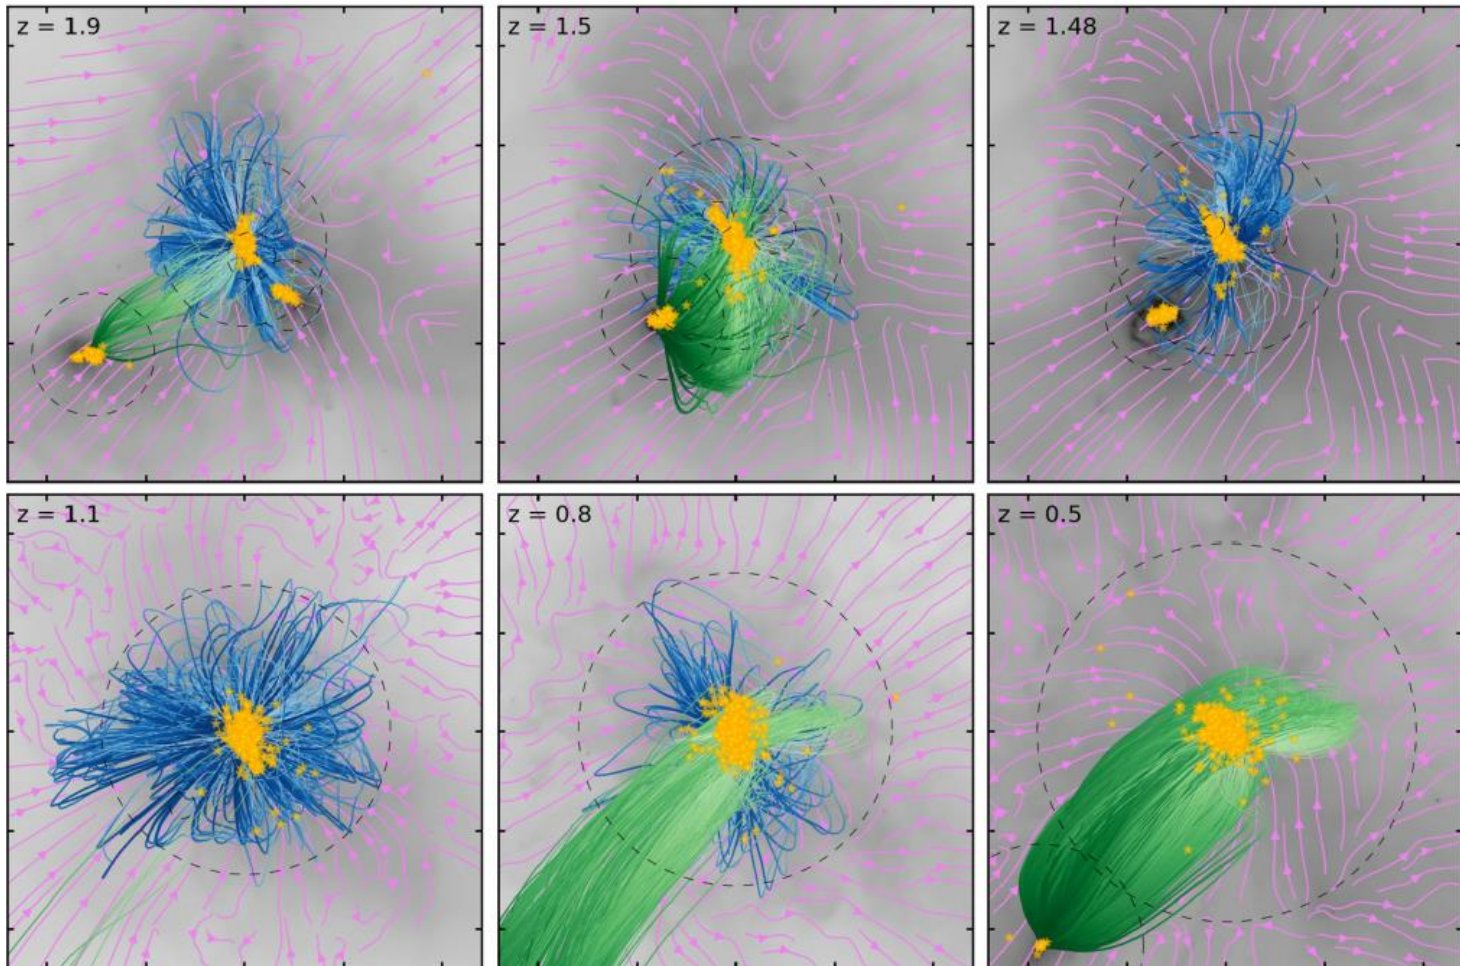 z = 1.9
z = 1.5
z = 1.48
z = 1.1
z = 0.8
z = 0.5